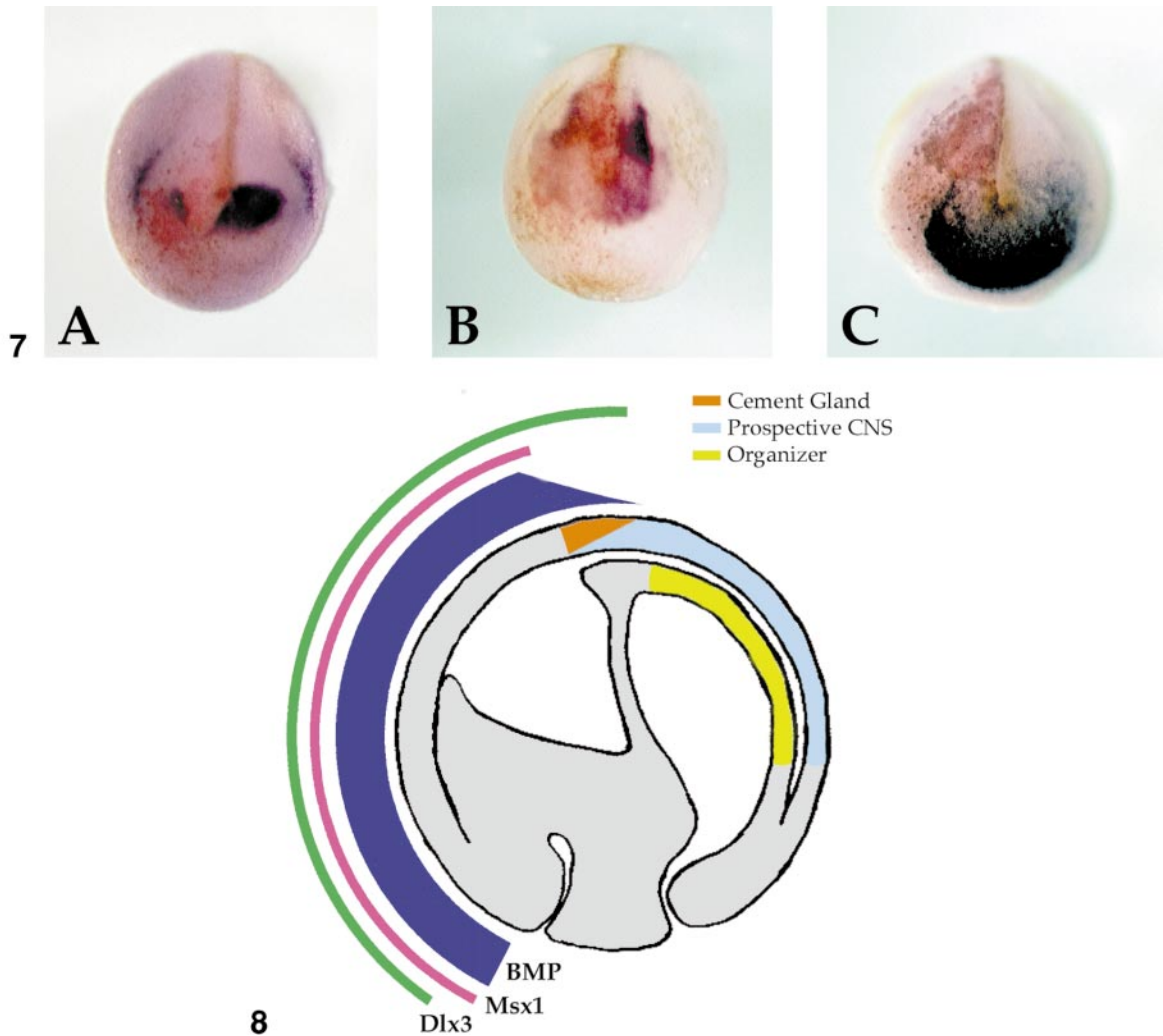 7
A
B
C
Cement Gland
Prospective CNS
Organizer
BMP
Msx1
Dlx3
8